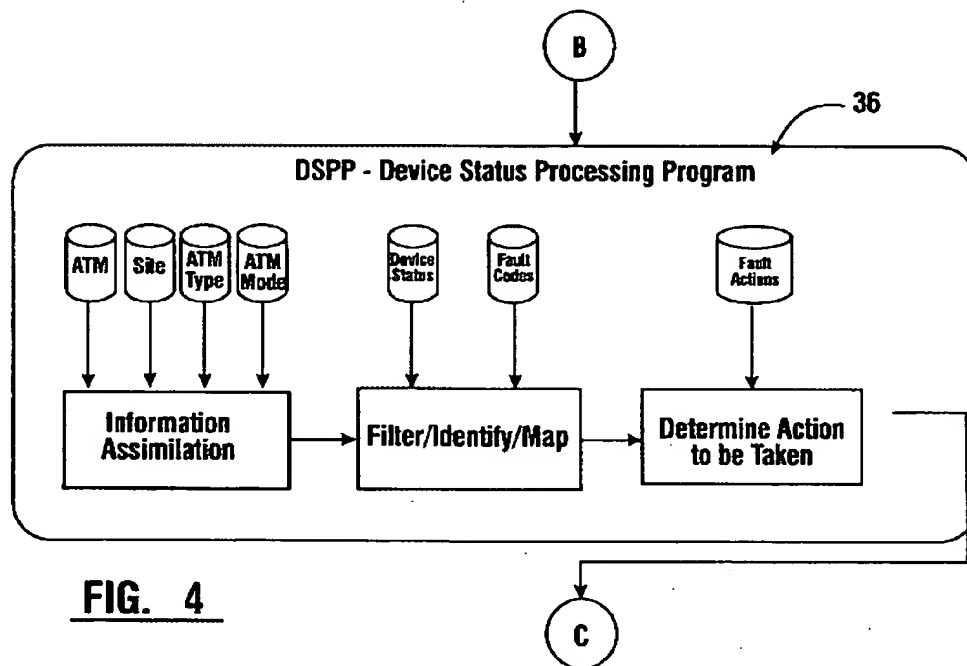 B
36
DSPP - Device Status Processing Program
ATM
Site
ATM
Type
ATM
Mode
Device
Status
Fault
Codes
Fault
Actions
Information
Assimilation
Filter/Identify/Map
Determine Action
to be Taken
FIG. 4
C